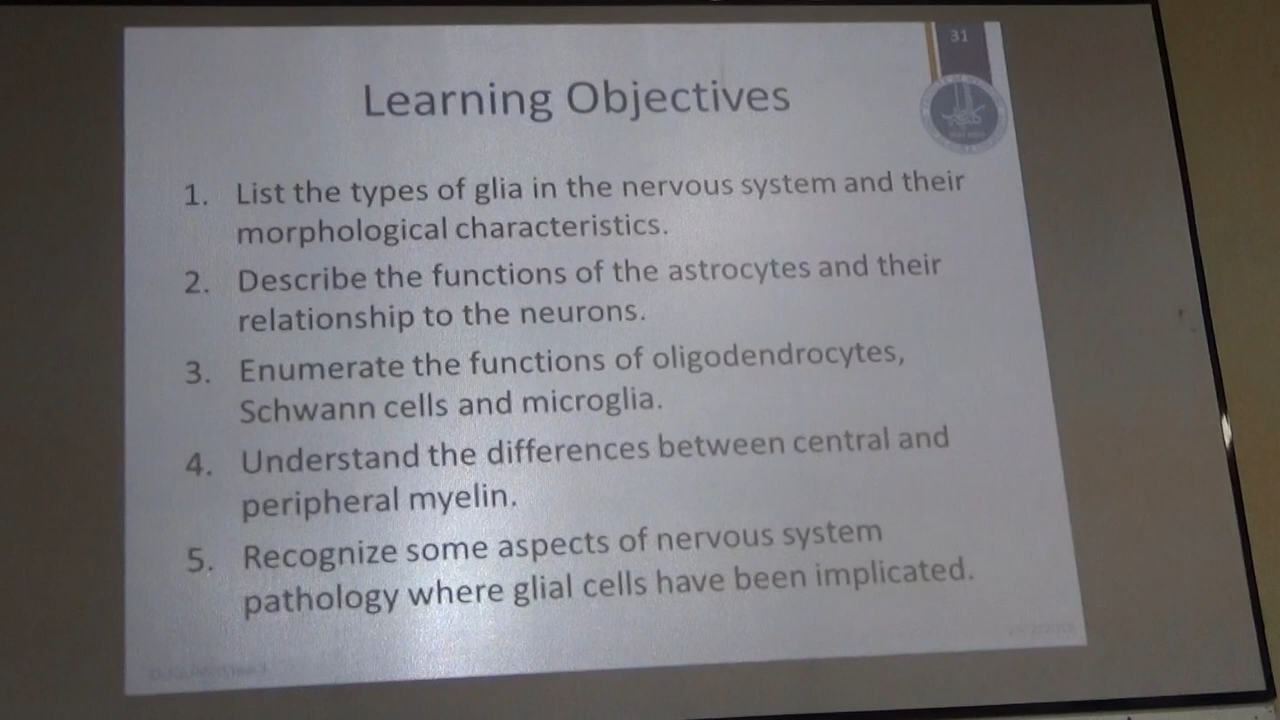 31
Learning Objectives
1. List the types of glia in the nervous system and their
morphological characteristics.
2. Describe the functions of the astrocytes and their
relationship to the neurons.
3. Enumerate the functions of oligodendrocytes,
Schwann cells and microglia.
4. Understand the differences between central and
peripheral myelin.
5. Recognize some aspects of nervous system
pathology where glial cells have been implicated.